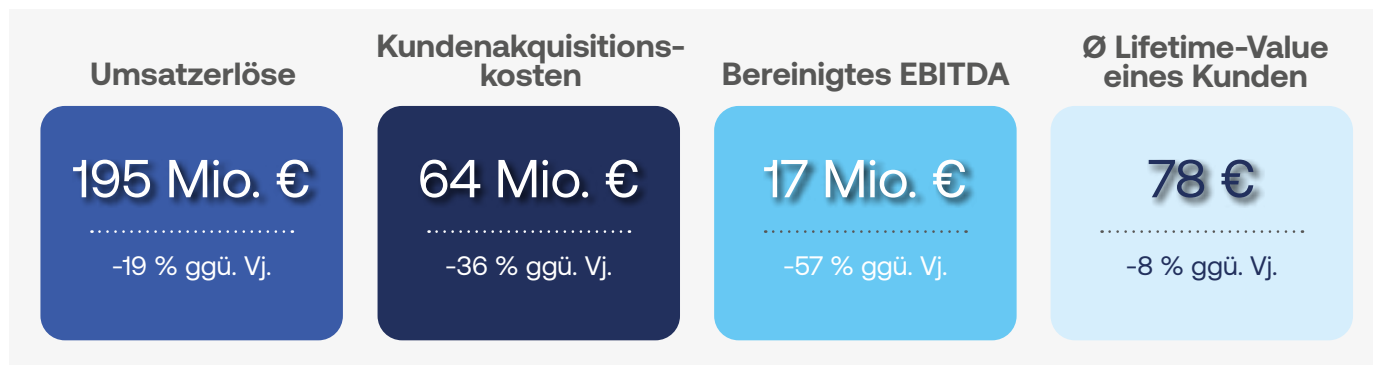 Umsatzerlöse
195 Mio. €
-19 % ggü. Vj.
Kundenakquisitions-
kosten
64 Mio. €
-36 % ggü. Vj.
Bereinigtes EBITDA
17 Mio. €
-57 % ggü. Vj.
Ø Lifetime-Value
eines Kunden
78 €
-8 % ggü. Vj.